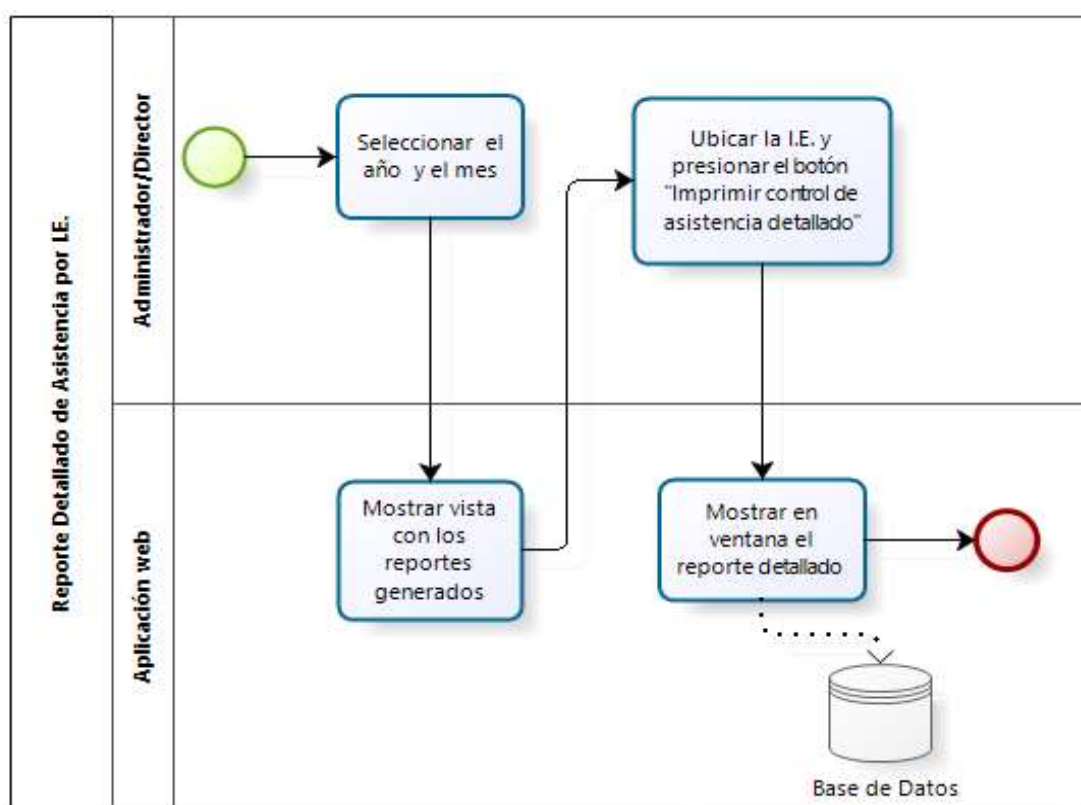 Reporte Detallado de Asistencia por I.E.
Administrador/Director
Seleccionar el
año y el mes
Ubicar la I.E. y
presionar el botón
"Imprimir control de
asistencia detallado"
Aplicación web
Mostrar vista
con los
reportes
generados
Mostrar en
ventana el
reporte detallado
Base de Datos